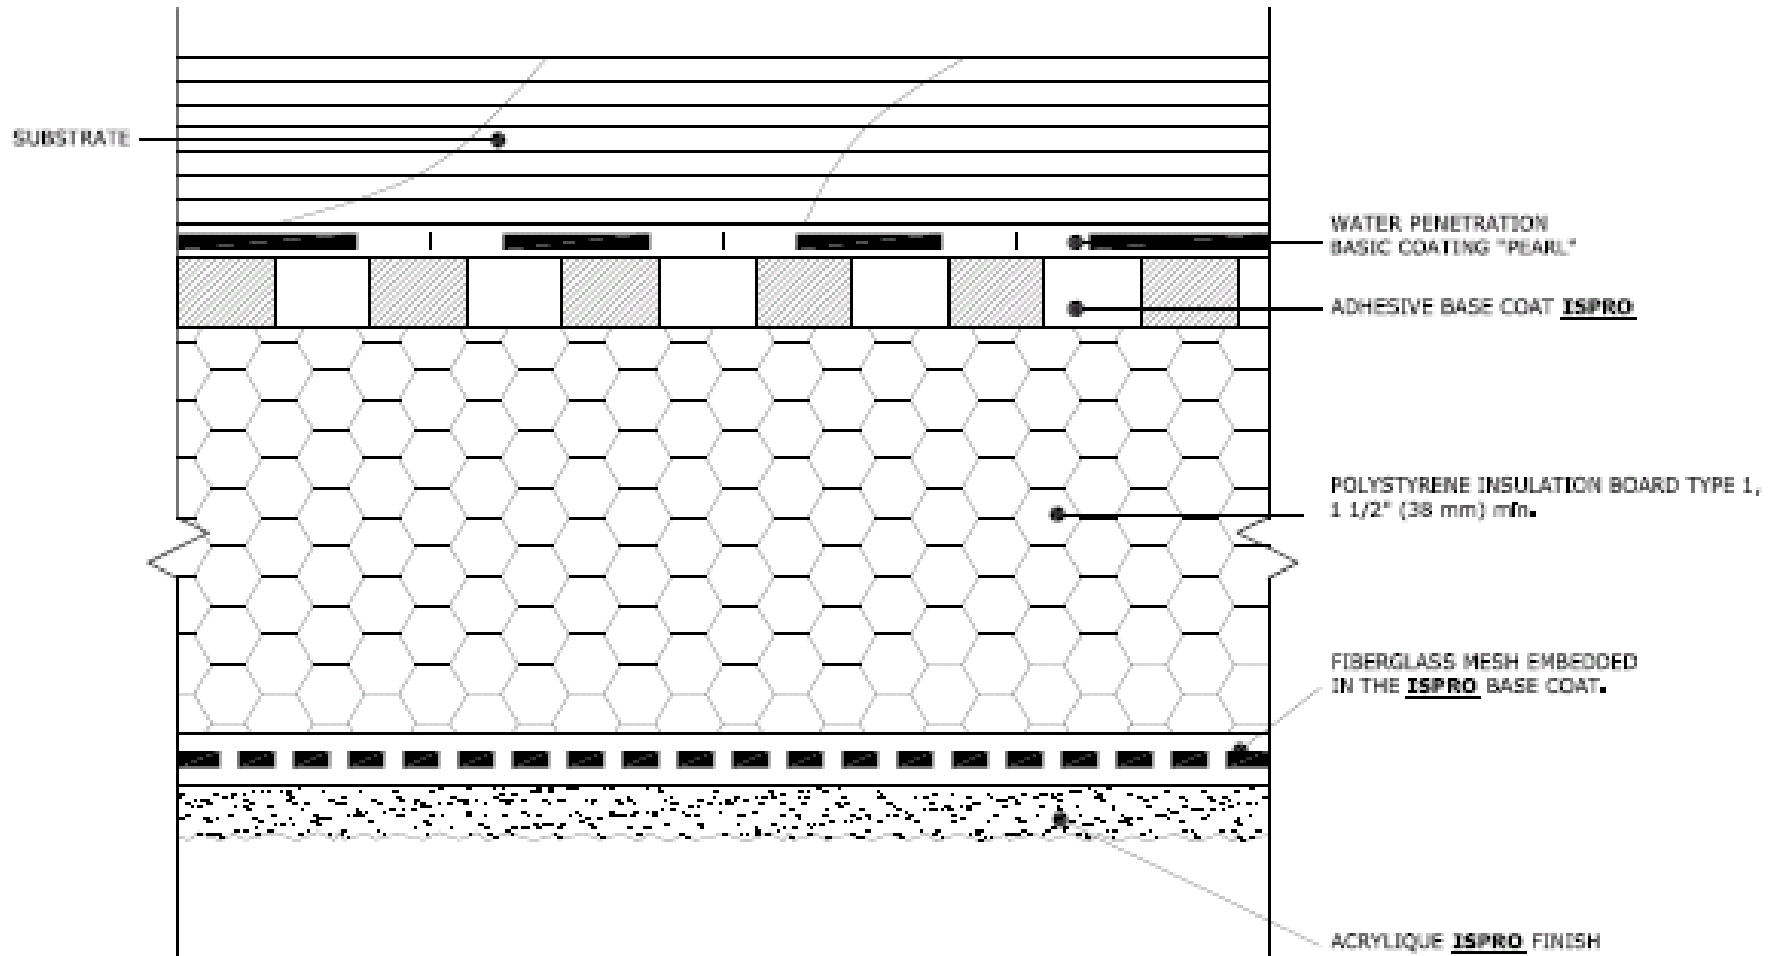 SUBSTRATE
WATER PENETRATION
BASIC COATING "PEARL"
ADHESIVE BASE COAT ISPRO
POLYSTYRENE INSULATION BOARD TYPE 1,
1 1/2" (38 mm) min.
FIBERGLASS MESH EMBEDDED
IN THE ISPRO BASE COAT.
ACRYLIQUE ISPRO FINISH